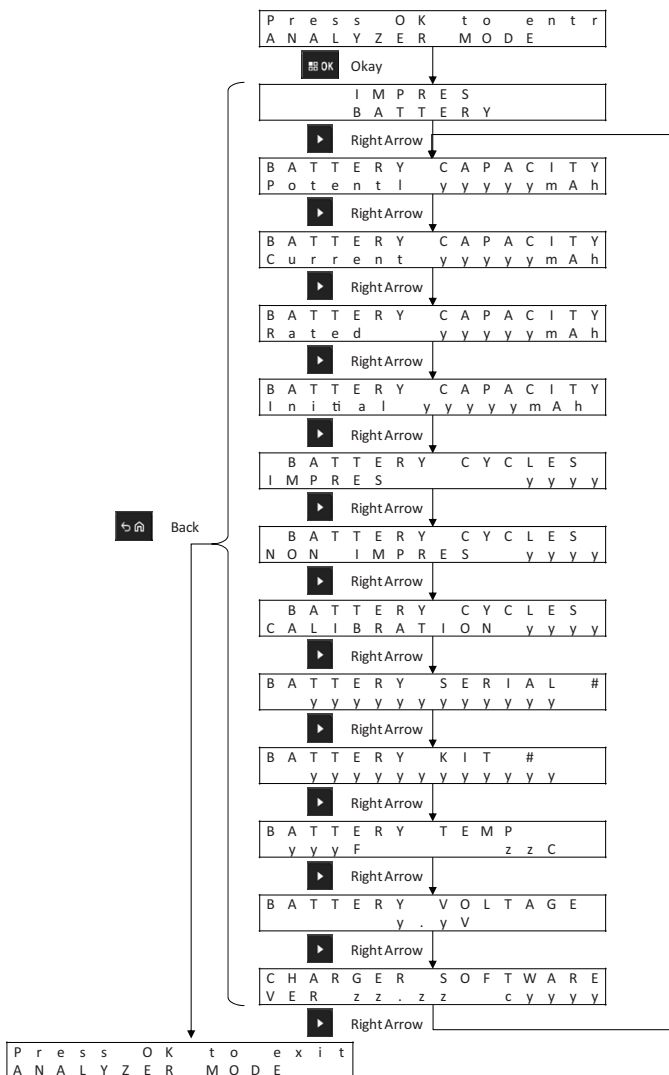 Press OK to entr
ANALYZER MODE
OK Okay
IMPRES
BATTERY
Right Arrow
BATTERY CAPACITY
Potentl yyyyymAh
Right Arrow
BATTERY CAPACITY
Current yyyyymAh
Right Arrow
BATTERY CAPACITY
Rated yyyyymAh
Right Arrow
BATTERY CAPACITY
Initial yyyyymAh
Right Arrow
BATTERY CYCLES
IMPRES yyyy
Right Arrow
Back
BATTERY CYCLES
NON IMPRES yyyy
Right Arrow
BATTERY CYCLES
CALIBRATION yyyy
Right Arrow
BATTERY SERIAL #
yyyyyyyyyyy
Right Arrow
BATTERY KIT #
yyyyyyyyyyy
Right Arrow
BATTERY TEMP
yyyF zzC
Right Arrow
BATTERY VOLTAGE
y.yV
Right Arrow
CHARGER SOFTWARE
VER zz.zz cyyyy
Right Arrow
Press OK to exit
ANALYZER MODE